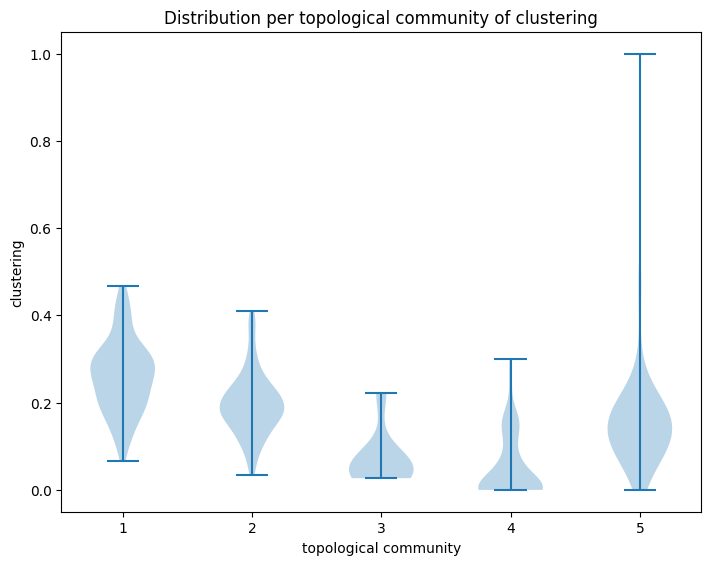 Distribution per topological community of clustering
1.0
0.8
0.6
0.4
0.2
0.0
clustering
1 2 3 4 5
topological community